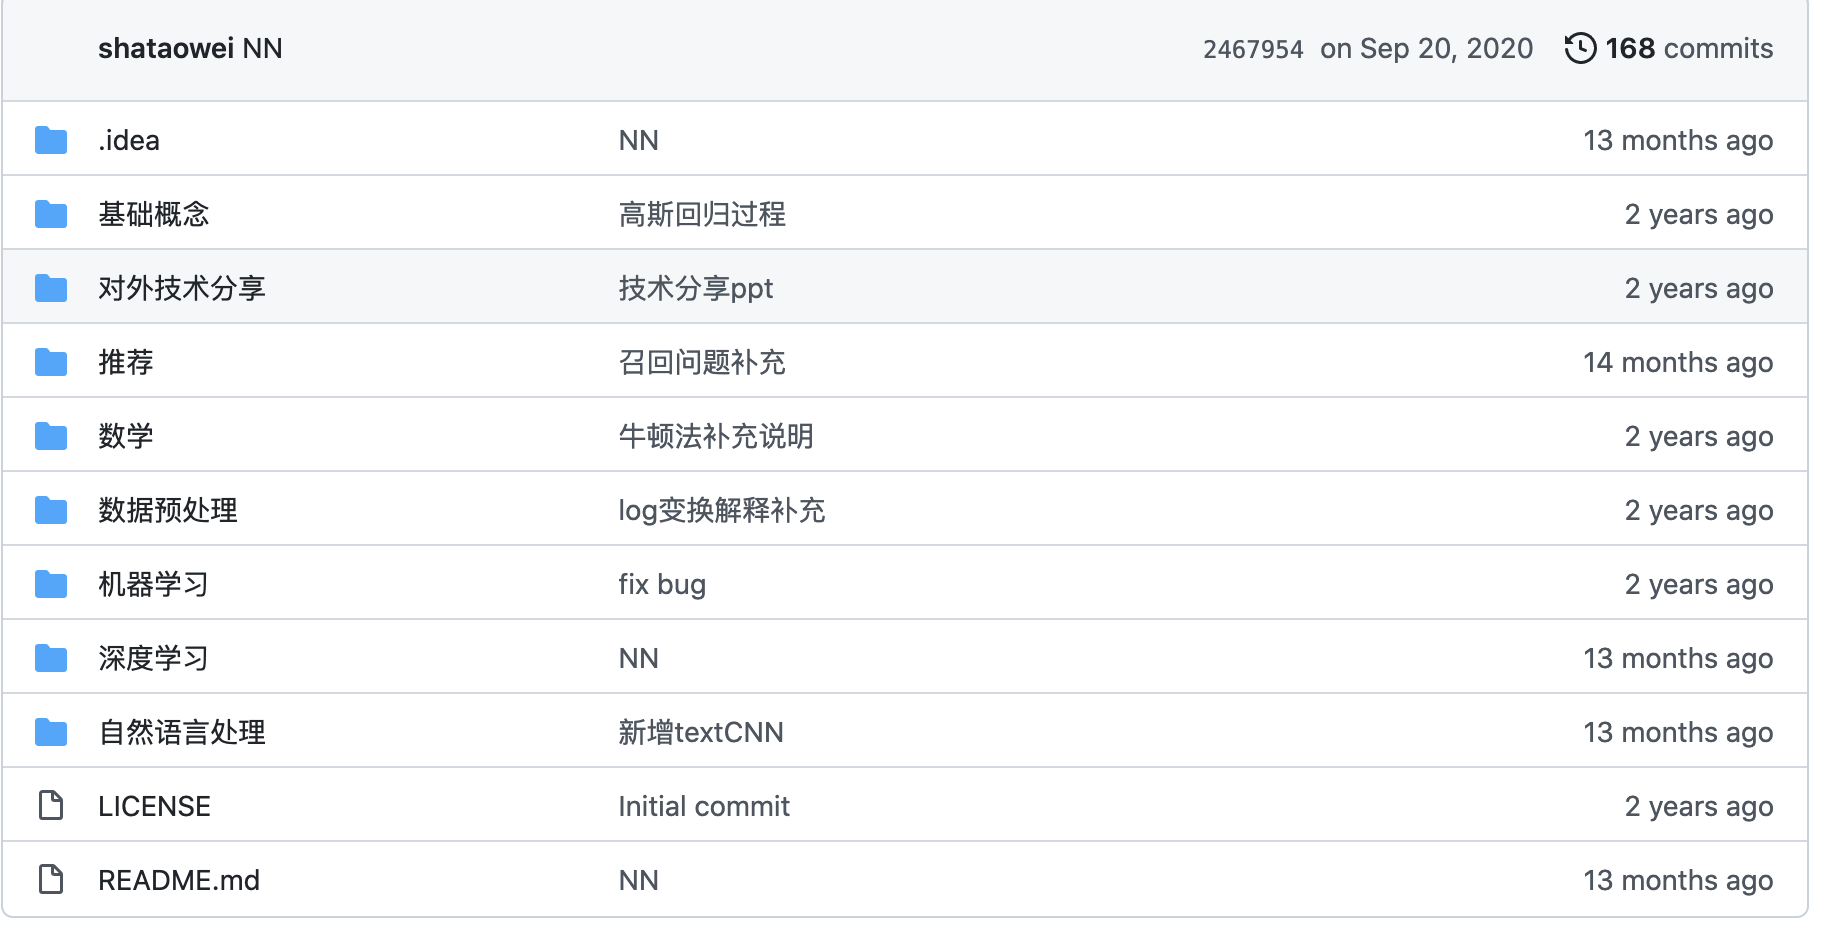 shataowei NN 2467954 on Sep 20, 2020 168 commits
.idea NN 13 months ago
基础概念 高斯回归过程 2 years ago
对外技术分享 技术分享ppt 2 years ago
推荐 召回问题补充 14 months ago
数学 牛顿法补充说明 2 years ago
数据预处理 log变换解释补充 2 years ago
机器学习 fix bug 2 years ago
深度学习 NN 13 months ago
自然语言处理 新增textCNN 13 months ago
LICENSE Initial commit 2 years ago
README.md NN 13 months ago